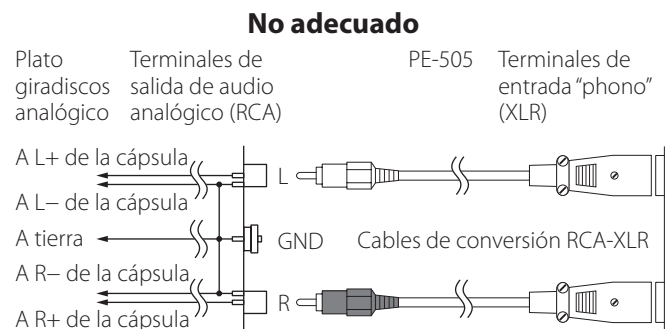 No adecuado
Plato
giradiscos
analógico
Terminales de
salida de audio
analógico (RCA)
PE-505
Terminales de
entrada “phono”
(XLR)
A L+ de la cápsula
L
A L− de la cápsula
A tierra
GND
Cables de conversión RCA-XLR
A R− de la cápsula
R
A R+ de la cápsula